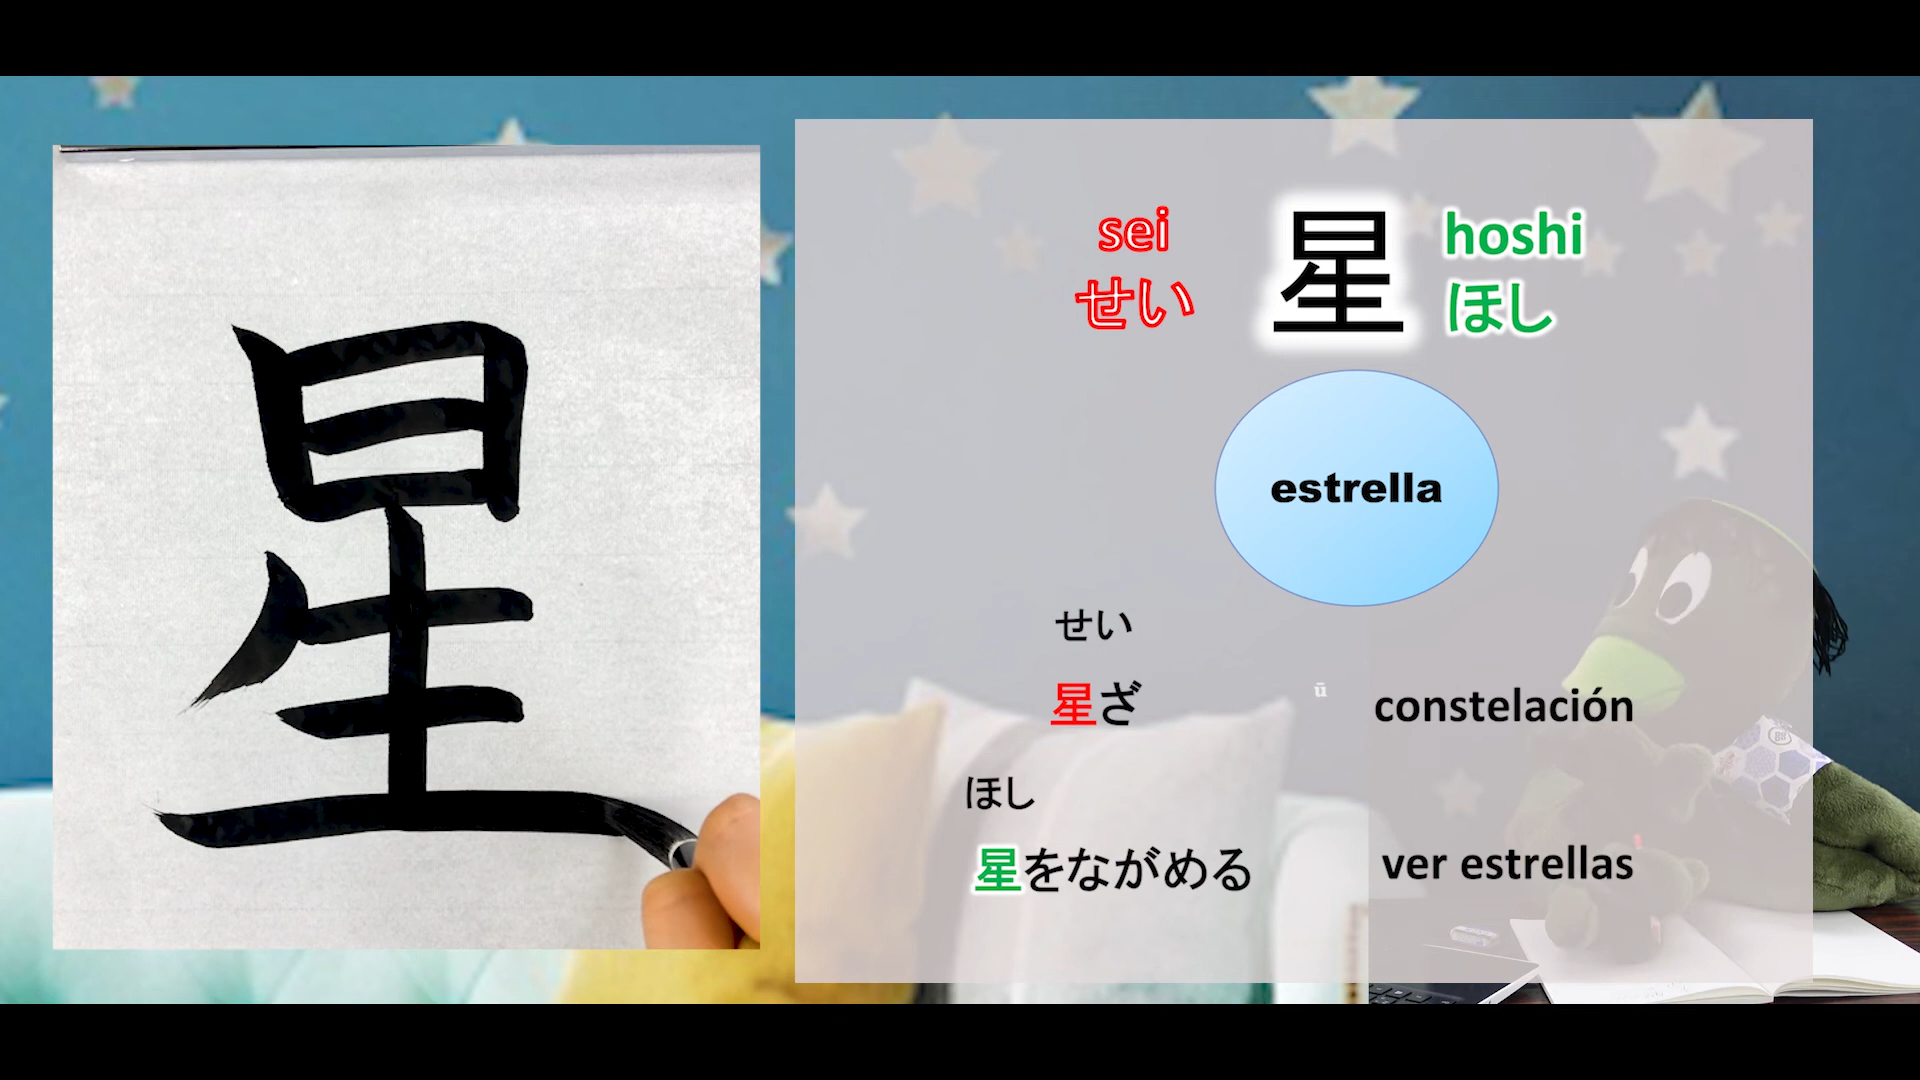 星
sei
せい
星
hoshi
ほし
estrella
せい
星ざ
ū
constelación
ほし
星をながめる
ver estrellas